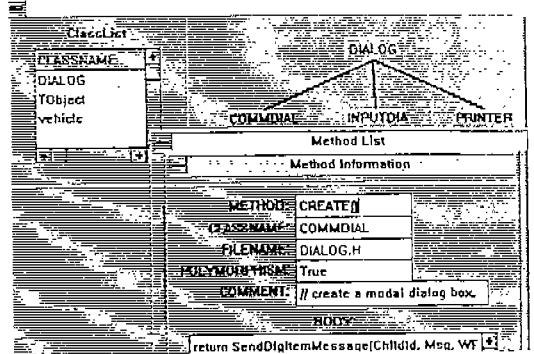 ClassList
CLASSNAME
DIALOG
TObject
vehicle
DIALOG
COMMDIAL INPUTDIA PRINTER
Method List
Method Information
METHOD: CREATE()
CLASSNAME: COMMDIAL
FILENAME: DIALOG.H
POLYMORPHISM: True
COMMENT: // create a modal dialog box.
BODY:
return SendDlgItemMessage(ChildId, Msg, WP